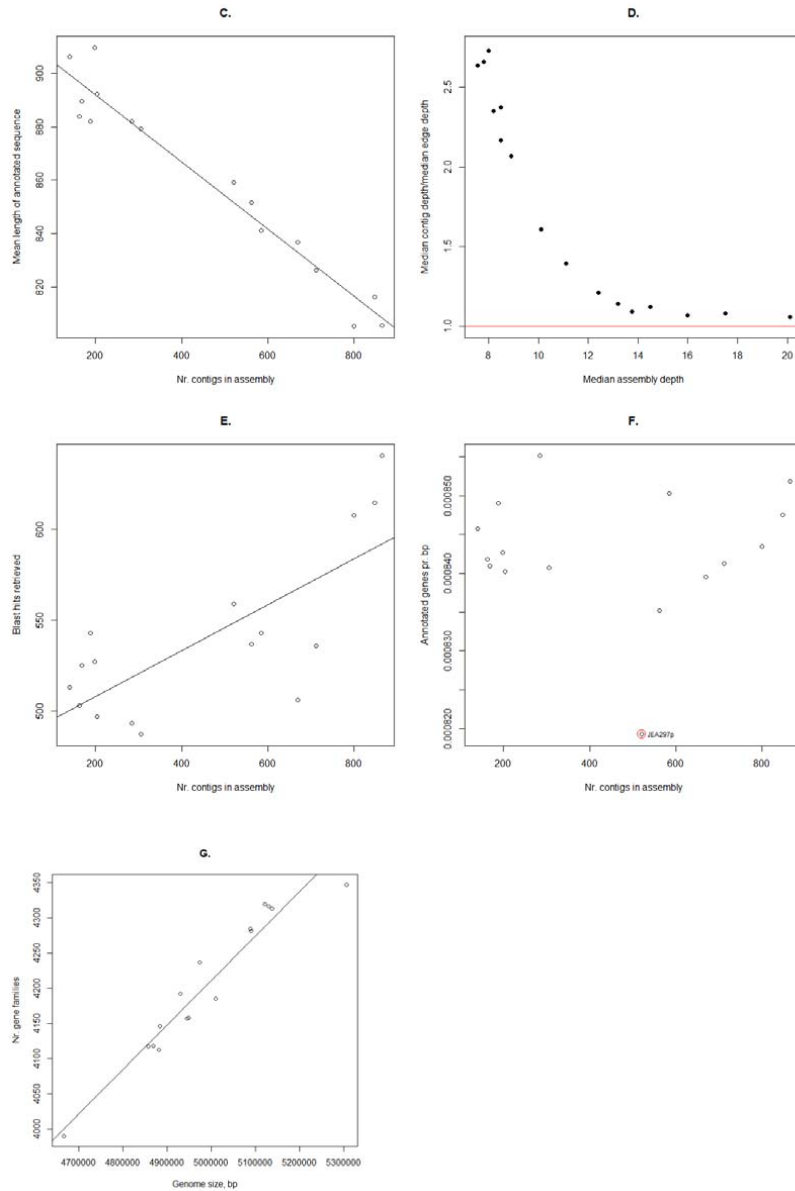 C.
Mean length of annotated sequence
900
880
860
840
820
200 400 600 800
Nr. contigs in assembly
D.
Median contig depth/median edge depth
2.5
2.0
1.5
1.0
8 10 12 14 16 18 20
Median assembly depth
E.
Blast hits retrieved
600
550
500
200 400 600 800
Nr. contigs in assembly
F.
Annotated genes pr. bp
0.000850
0.000840
0.000830
0.000820
JEA297p
200 400 600 800
Nr. contigs in assembly
G.
Nr. gene families
4350
4300
4250
4200
4150
4100
4050
4000
4700000 4800000 4900000 5000000 5100000 5200000 5300000
Genome size, bp